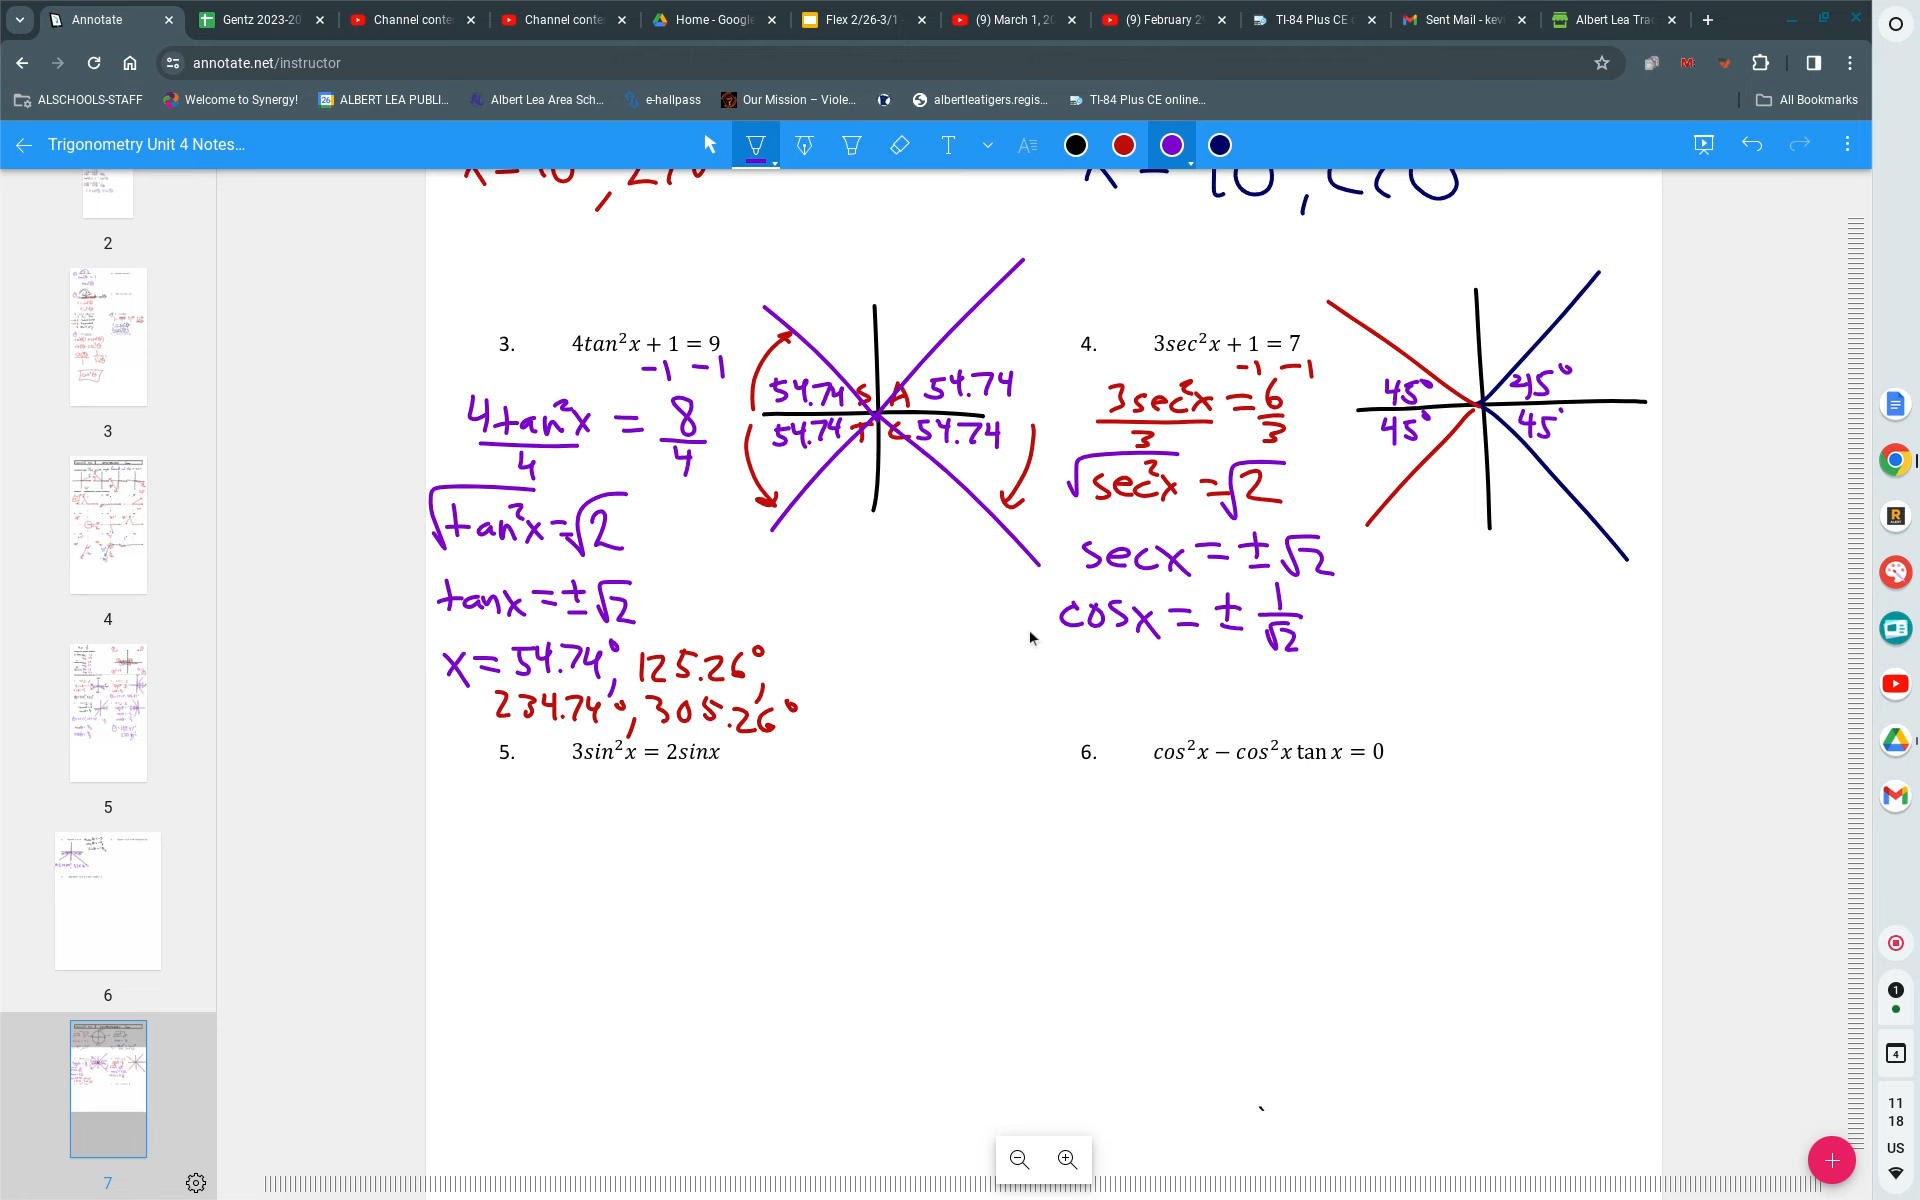 Annotate
Gentz 2023-20
Channel conte
Channel conte
Home - Google
Flex 2/26-3/1
(9) March 1, 20
(9) February 2
TI-84 Plus CE
Sent Mail - kev
Albert Lea Tra
annotate.net/instructor
ALSCHOOLS-STAFF
Welcome to Synergy!
ALBERT LEA PUBLI...
Albert Lea Area Sch...
e-hallpass
Our Mission – Viole...
albertleatigers.regis...
TI-84 Plus CE online...
All Bookmarks
Trigonometry Unit 4 Notes...
2
3
4
5
6
7
3. 4tan²x + 1 = 9
-1 -1
4tan²x = 8
4 4
√tan²x = √2
tanx = ± √2
x = 54.74°, 125.26°,
234.74°, 305.26°
54.74 S A 54.74
54.74 T C 54.74
4. 3sec²x + 1 = 7
-1 -1
3sec²x = 6
3 3
√sec²x = √2
secx = ± √2
cosx = ± 1/√2
45° 45°
45° 45°
5. 3sin²x = 2sinx
6. cos²x − cos²x tan x = 0
`
1
4
11
18
US